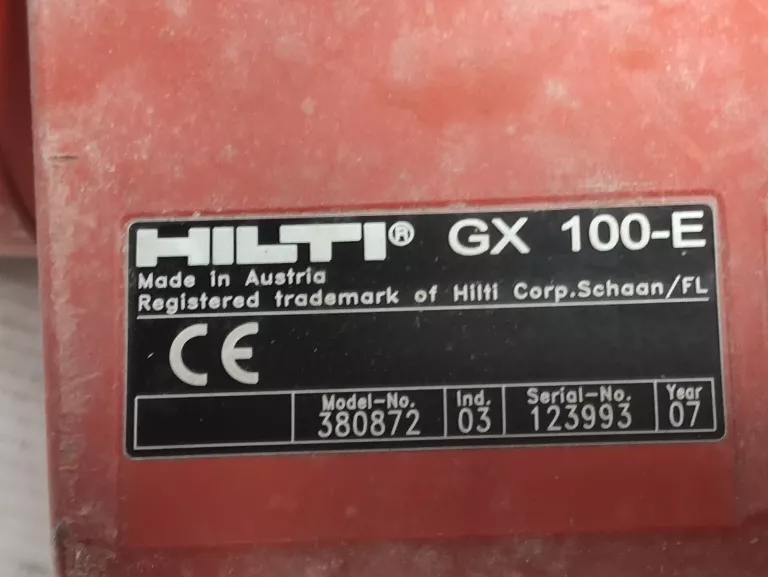 HILTI® GX 100-E
Made in Austria
Registered trademark of Hilti Corp.Schaan/FL
CE
Model-No. Ind. Serial-No. Year
380872 03 123993 07